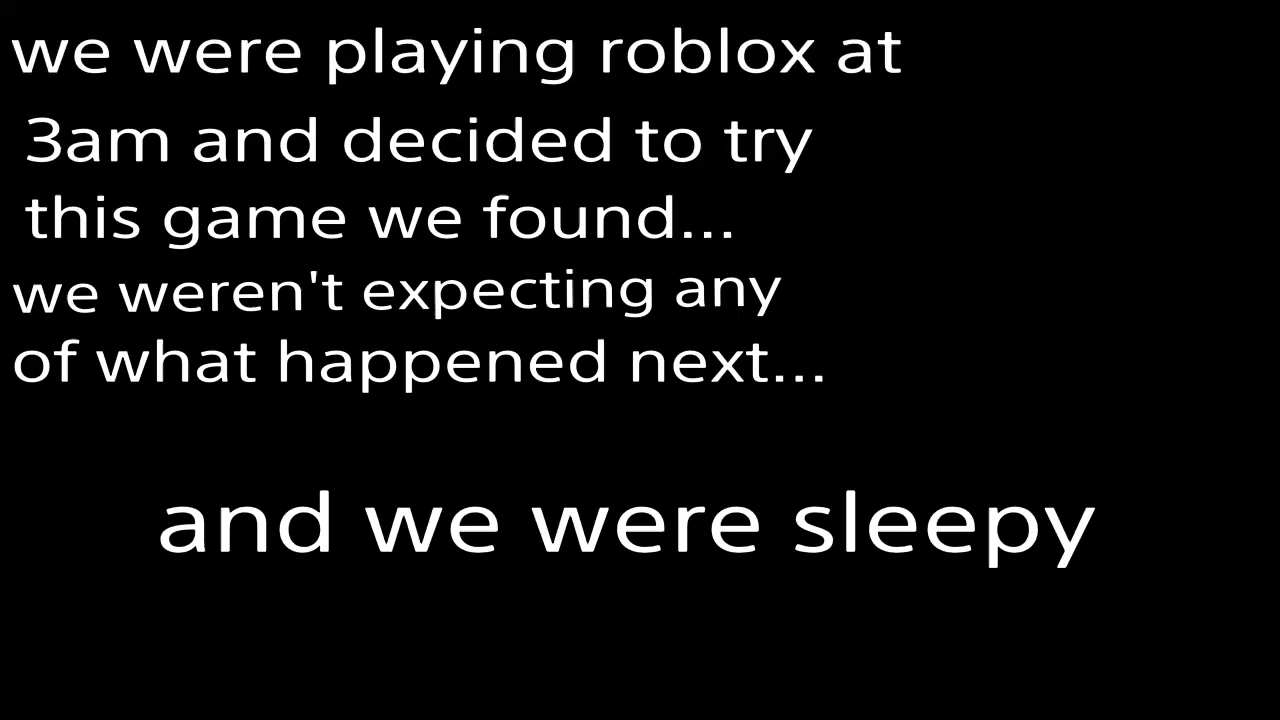 we were playing roblox at
3am and decided to try
this game we found...
we weren't expecting any
of what happened next...
and we were sleepy